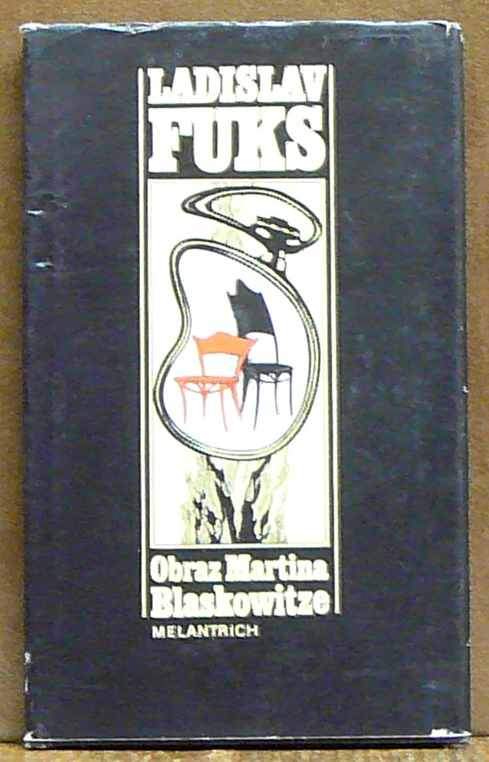 LADISLAV
FUKS
Obraz Martina
Blaskowitze
MELANTRICH